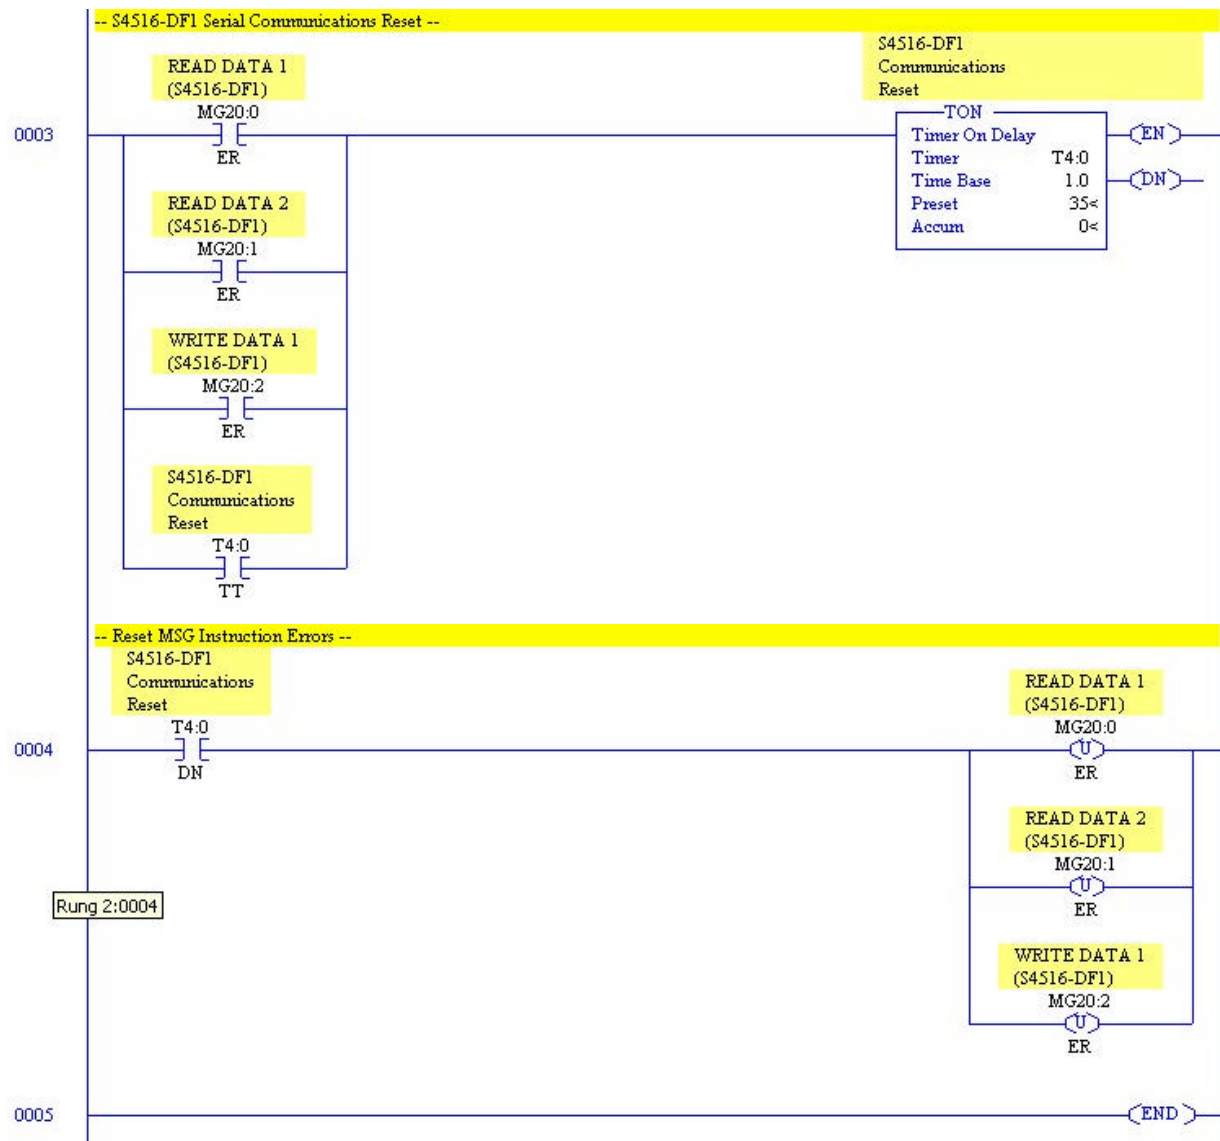 -- S4516-DF1 Serial Communications Reset --
S4516-DF1
Communications
Reset
READ DATA 1
(S4516-DF1)
MG20:0
ER
0003
TON
Timer On Delay
Timer T4:0
Time Base 1.0
Preset 35<
Accum 0<
EN
DN
READ DATA 2
(S4516-DF1)
MG20:1
ER
WRITE DATA 1
(S4516-DF1)
MG20:2
ER
S4516-DF1
Communications
Reset
T4:0
TT
-- Reset MSG Instruction Errors --
S4516-DF1
Communications
Reset
T4:0
DN
0004
READ DATA 1
(S4516-DF1)
MG20:0
U
ER
READ DATA 2
(S4516-DF1)
MG20:1
U
ER
Rung 2:0004
WRITE DATA 1
(S4516-DF1)
MG20:2
U
ER
0005
END